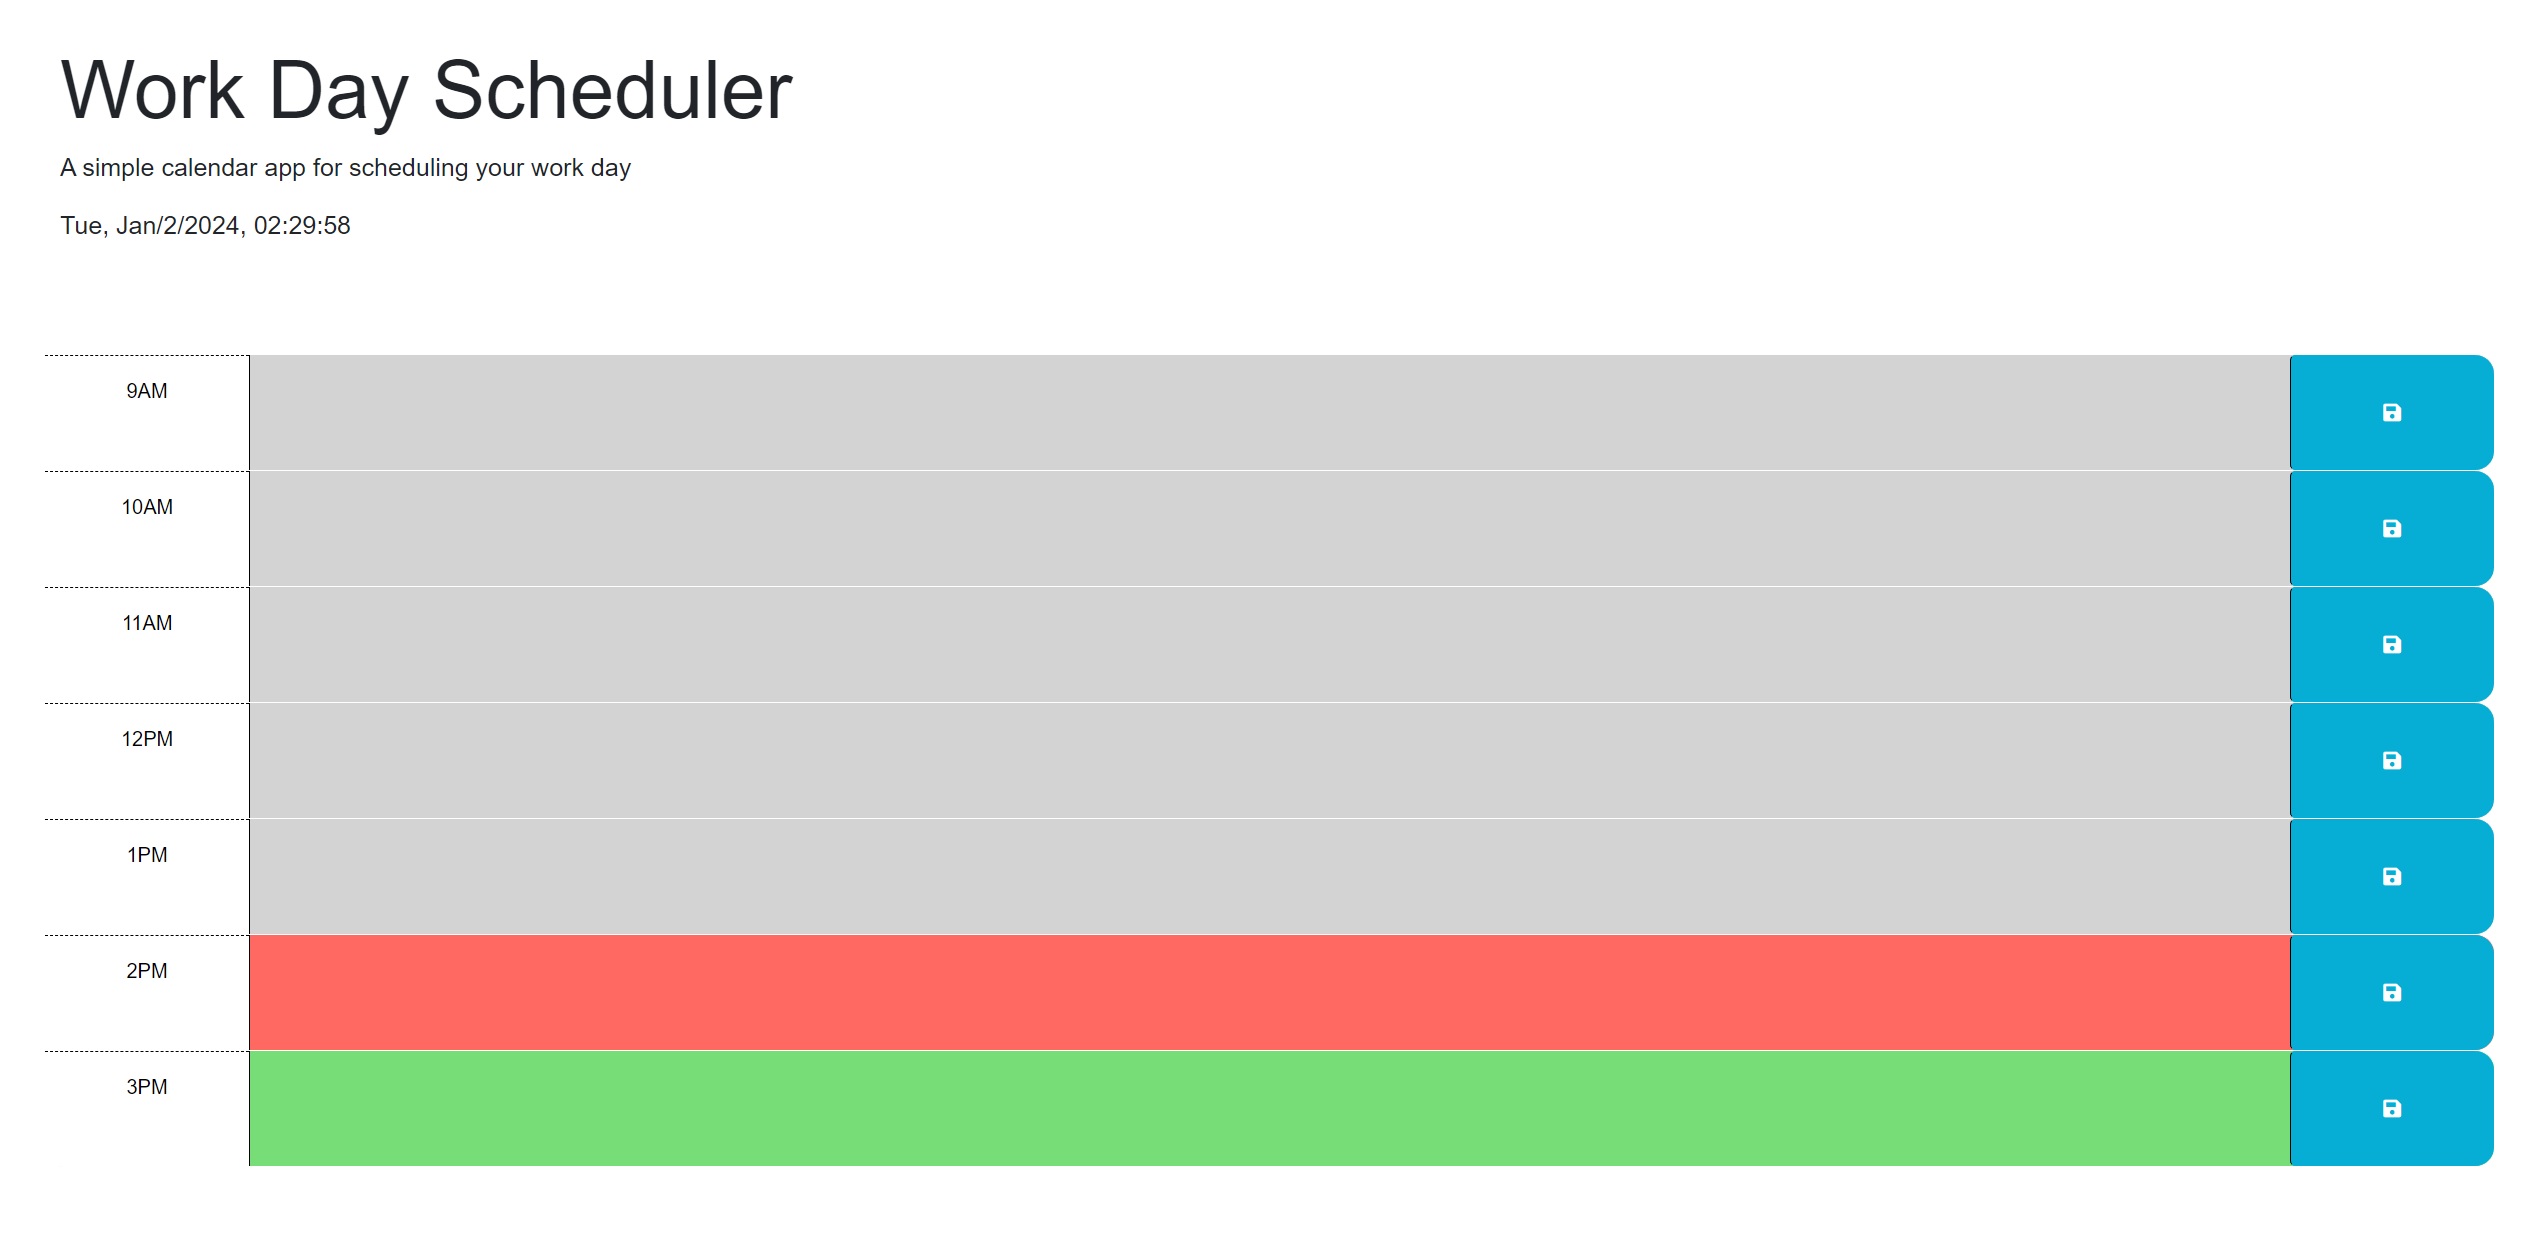 Work Day Scheduler
A simple calendar app for scheduling your work day
Tue, Jan/2/2024, 02:29:58
9AM
10AM
11AM
12PM
1PM
2PM
3PM